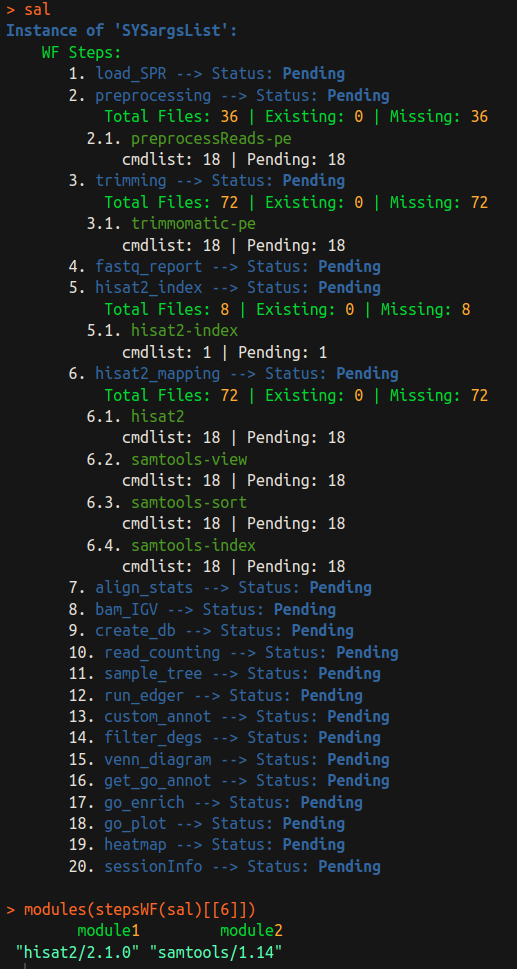 > sal
Instance of 'SYSargsList':
WF Steps:
1. load_SPR --> Status: Pending
2. preprocessing --> Status: Pending
Total Files: 36 | Existing: 0 | Missing: 36
2.1. preprocessReads-pe
cmdlist: 18 | Pending: 18
3. trimming --> Status: Pending
Total Files: 72 | Existing: 0 | Missing: 72
3.1. trimmomatic-pe
cmdlist: 18 | Pending: 18
4. fastq_report --> Status: Pending
5. hisat2_index --> Status: Pending
Total Files: 8 | Existing: 0 | Missing: 8
5.1. hisat2-index
cmdlist: 1 | Pending: 1
6. hisat2_mapping --> Status: Pending
Total Files: 72 | Existing: 0 | Missing: 72
6.1. hisat2
cmdlist: 18 | Pending: 18
6.2. samtools-view
cmdlist: 18 | Pending: 18
6.3. samtools-sort
cmdlist: 18 | Pending: 18
6.4. samtools-index
cmdlist: 18 | Pending: 18
7. align_stats --> Status: Pending
8. bam_IGV --> Status: Pending
9. create_db --> Status: Pending
10. read_counting --> Status: Pending
11. sample_tree --> Status: Pending
12. run_edger --> Status: Pending
13. custom_annot --> Status: Pending
14. filter_degs --> Status: Pending
15. venn_diagram --> Status: Pending
16. get_go_annot --> Status: Pending
17. go_enrich --> Status: Pending
18. go_plot --> Status: Pending
19. heatmap --> Status: Pending
20. sessionInfo --> Status: Pending
> modules(stepsWF(sal)[[6]])
module1 module2
"hisat2/2.1.0" "samtools/1.14"